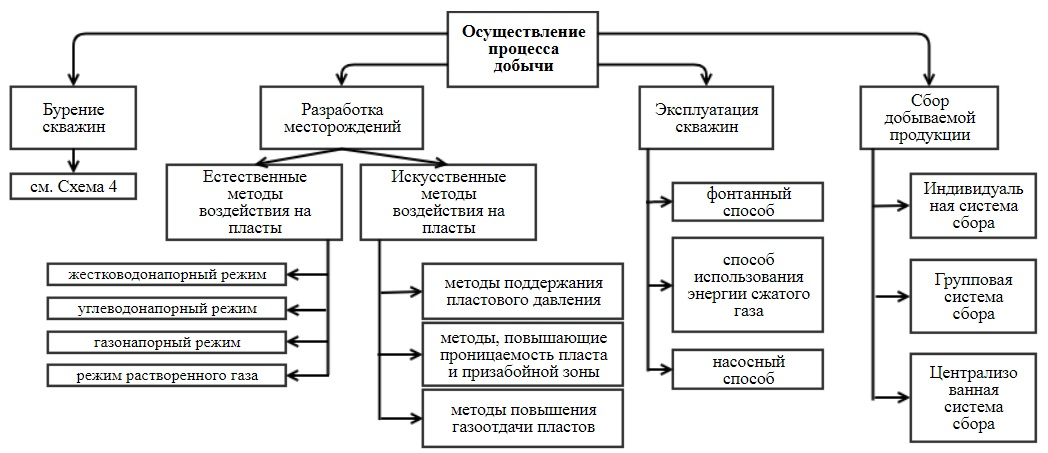 Осуществление
процесса
добычи
Бурение
скважин
см. Схема 4
Разработка
месторождений
Естественные
методы
воздействия на
пласты
жестководонапорный режим
углеводонапорный режим
газонапорный режим
режим растворенного газа
Искусственные
методы
воздействия на
пласты
методы поддержания
пластового давления
методы, повышающие
проницаемость пласта
и призабойной зоны
методы повышения
газоотдачи пластов
Эксплуатация
скважин
фонтанный
способ
способ
использования
энергии сжатого
газа
насосный
способ
Сбор
добываемой
продукции
Индивидуаль
ная система
сбора
Групповая
система
сбора
Централизо
ванная
система
сбора